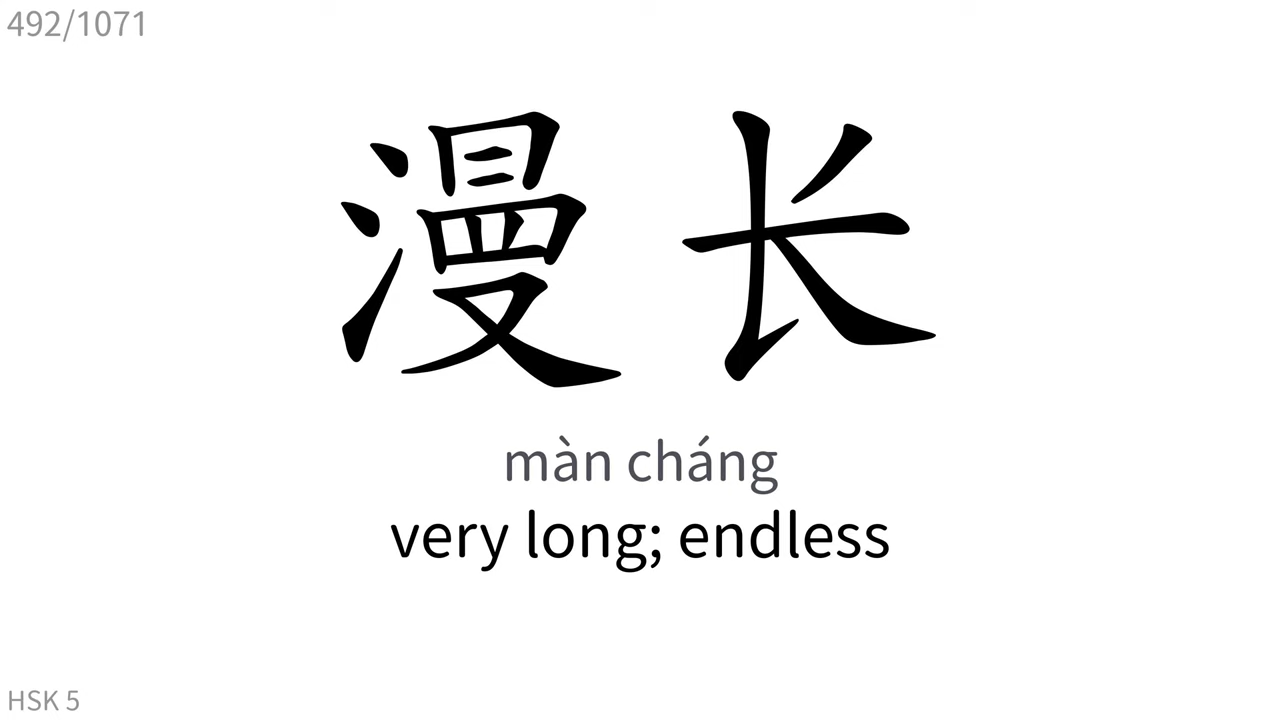 492/1071
漫长
màn cháng
very long; endless
HSK 5